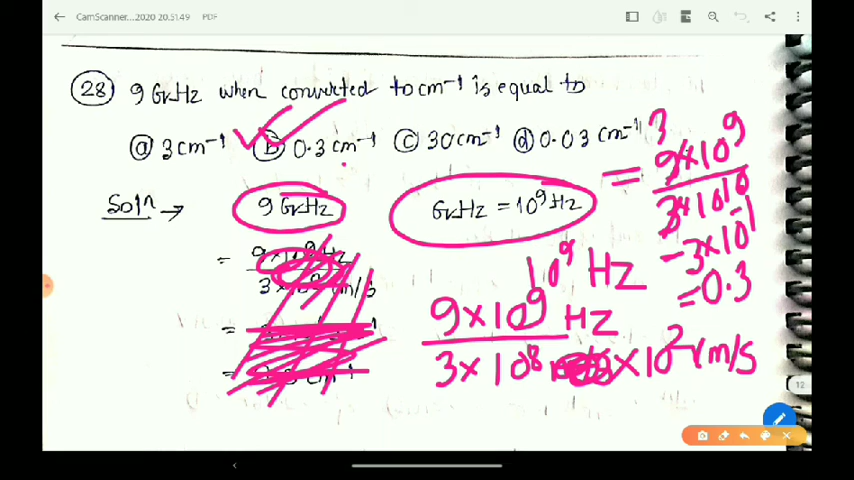 CamScanner...2020 20.51.49 PDF
28 9 GHz when converted to cm⁻¹ is equal to
a 3 cm⁻¹ b 0.3 cm⁻¹ c 30 cm⁻¹ d 0.03 cm⁻¹
Soln → 9 GHz GHz = 10⁹ Hz
= 9×10⁹ / 3×10¹⁰
= 3×10⁻¹
= 0.3
10⁹ Hz
9×10⁹ Hz
3×10⁸ ×10² cm/s
12